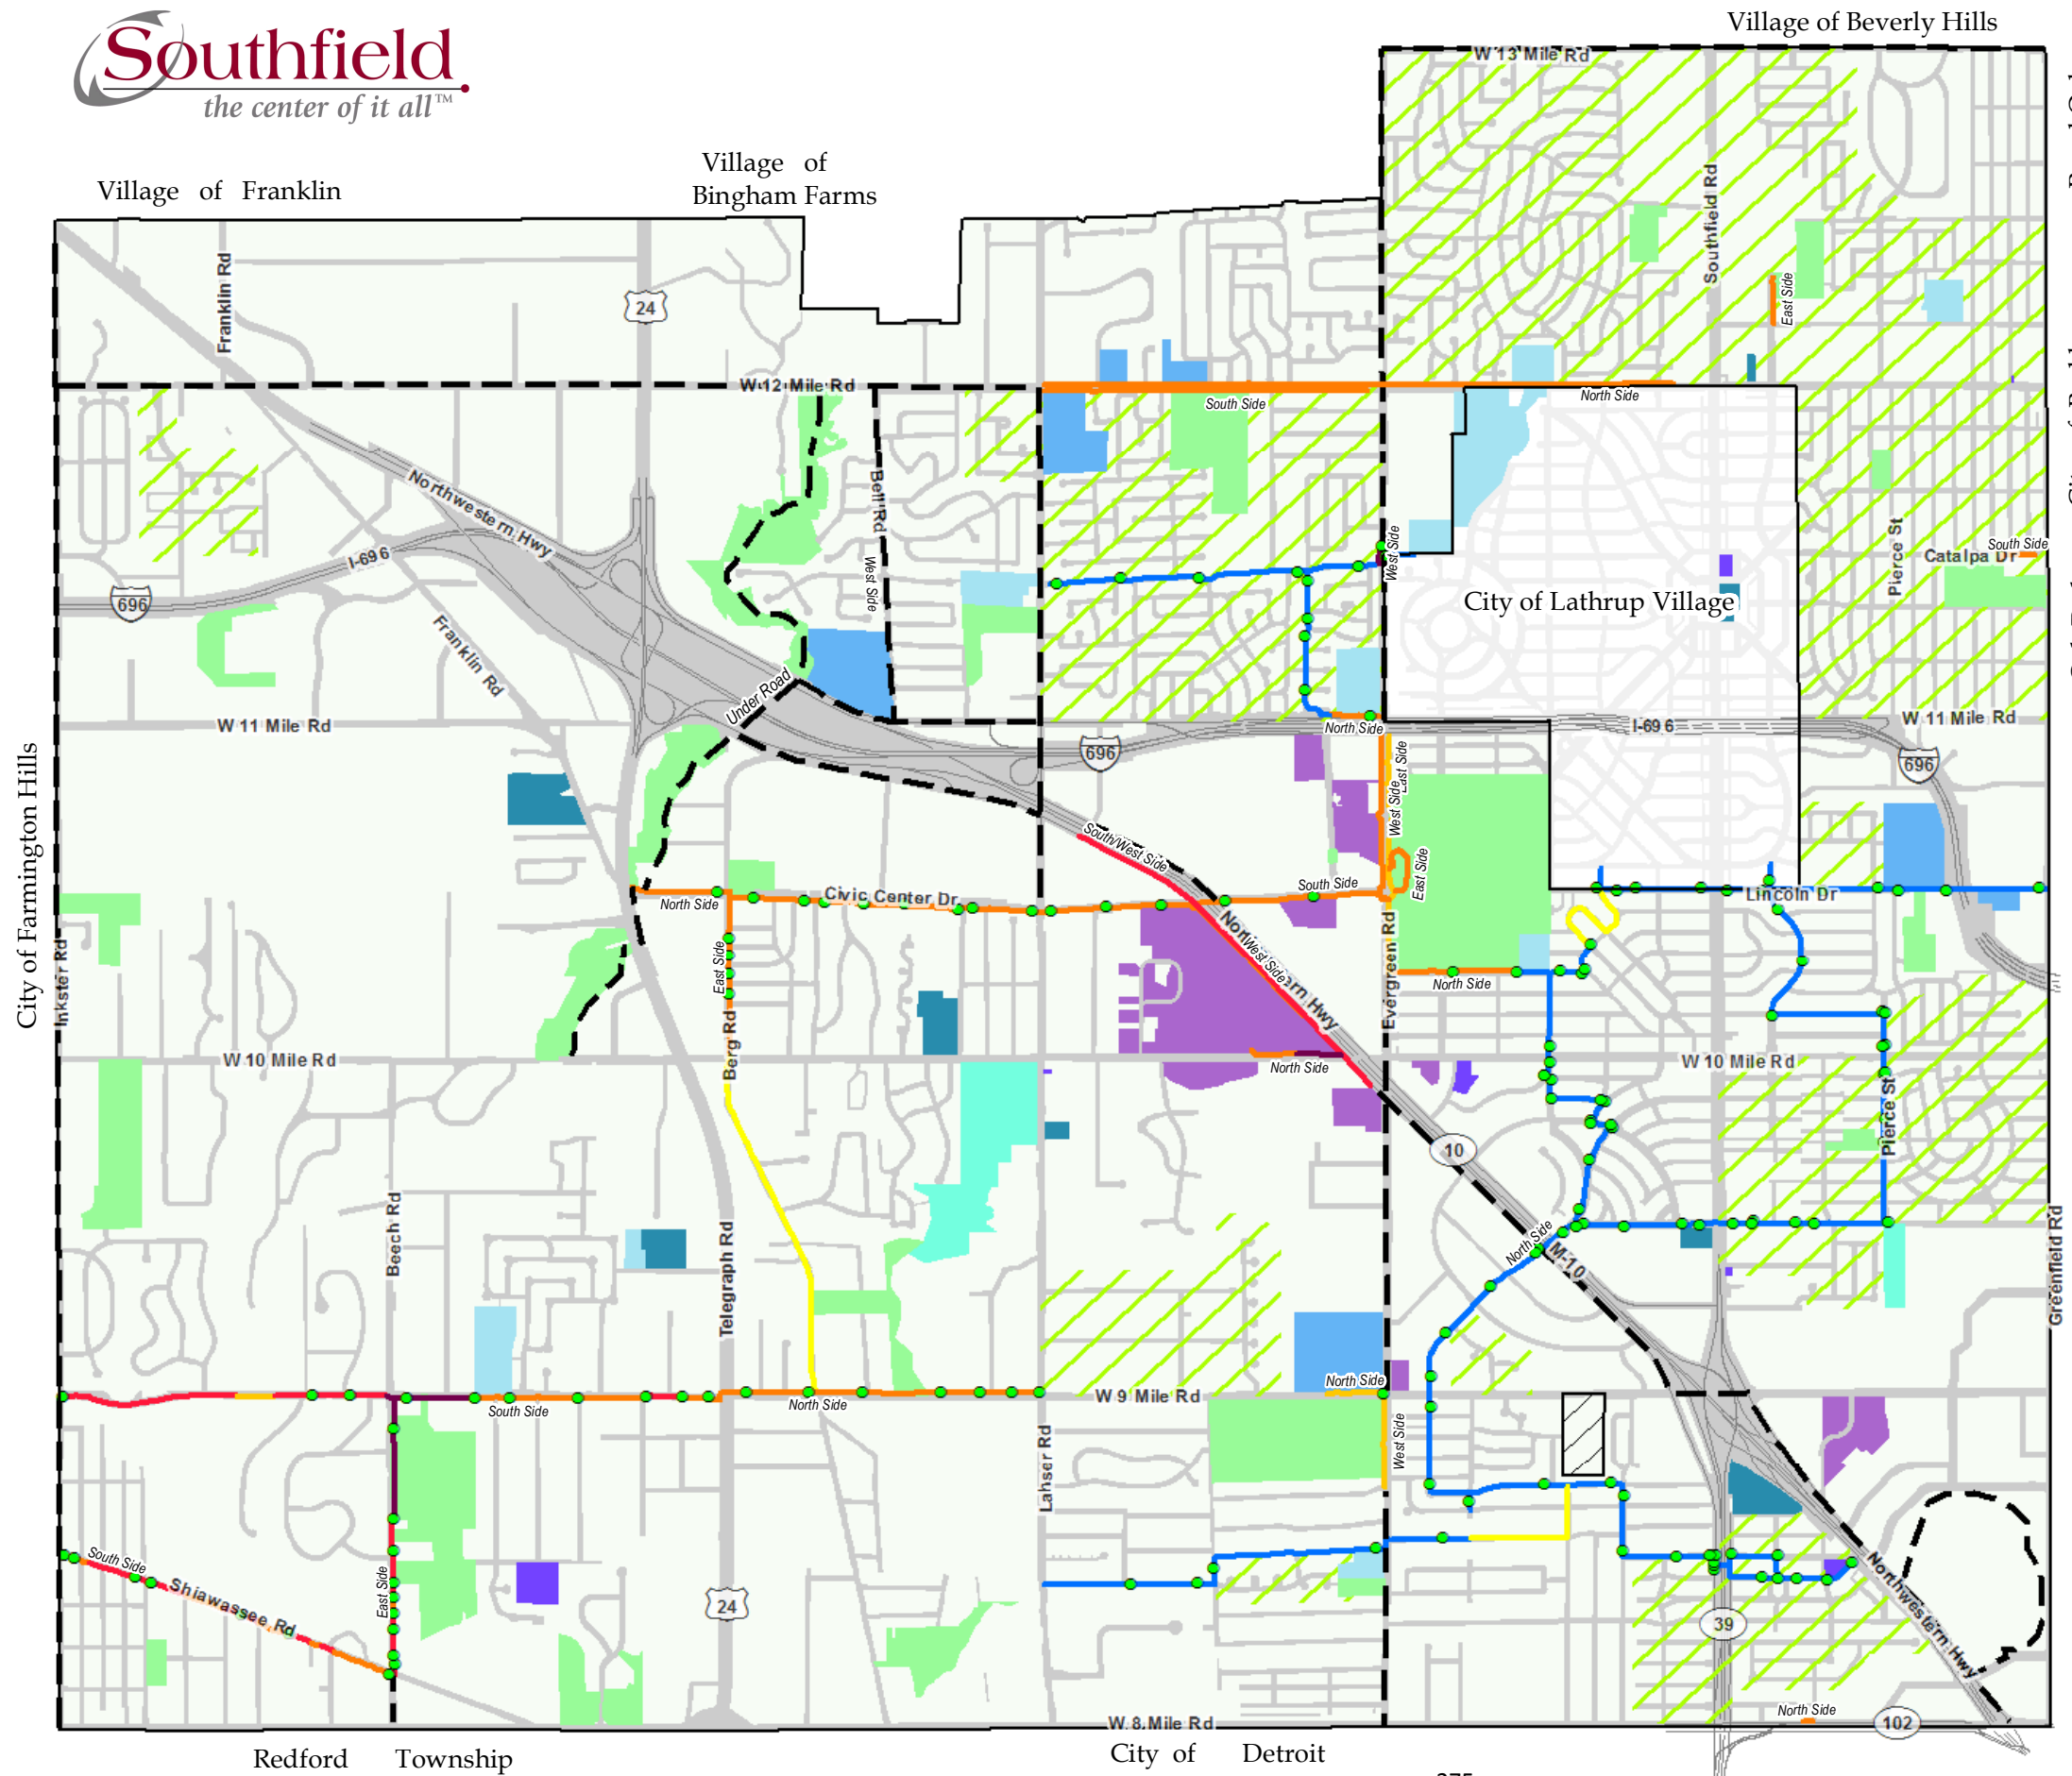 Village of Beverly Hills
Southfield.
the center of it all™
W 13 Mile Rd
Village of
Bingham Farms
Village of Franklin
Southfield Rd
Franklin Rd
24
East Side
W 12 Mile Rd
South Side
North Side
Northwestern Hwy
Bell Rd
West Side
West Side
Pierce St
South Side
Catalpa Dr
I-696
696
City of Lathrup Village
Franklin Rd
Under Road
W 11 Mile Rd
North Side
I-696
W 11 Mile Rd
696
696
East Side
West Side
City of Farmington Hills
South/West Side
East Side
Civic Center Dr
South Side
North Side
Lincoln Dr
Inkster Rd
East Side
West Side
Northwestern Hwy
Evergreen Rd
North Side
Berg Rd
W 10 Mile Rd
North Side
W 10 Mile Rd
Pierce St
10
Beech Rd
Telegraph Rd
North Side
M-10
Greenfield Rd
North Side
W 9 Mile Rd
South Side
North Side
Lahser Rd
West Side
South Side
Shiawassee Rd
East Side
24
39
Northwestern Hwy
North Side
W. 8 Mile Rd
102
Redford Township
City of Detroit